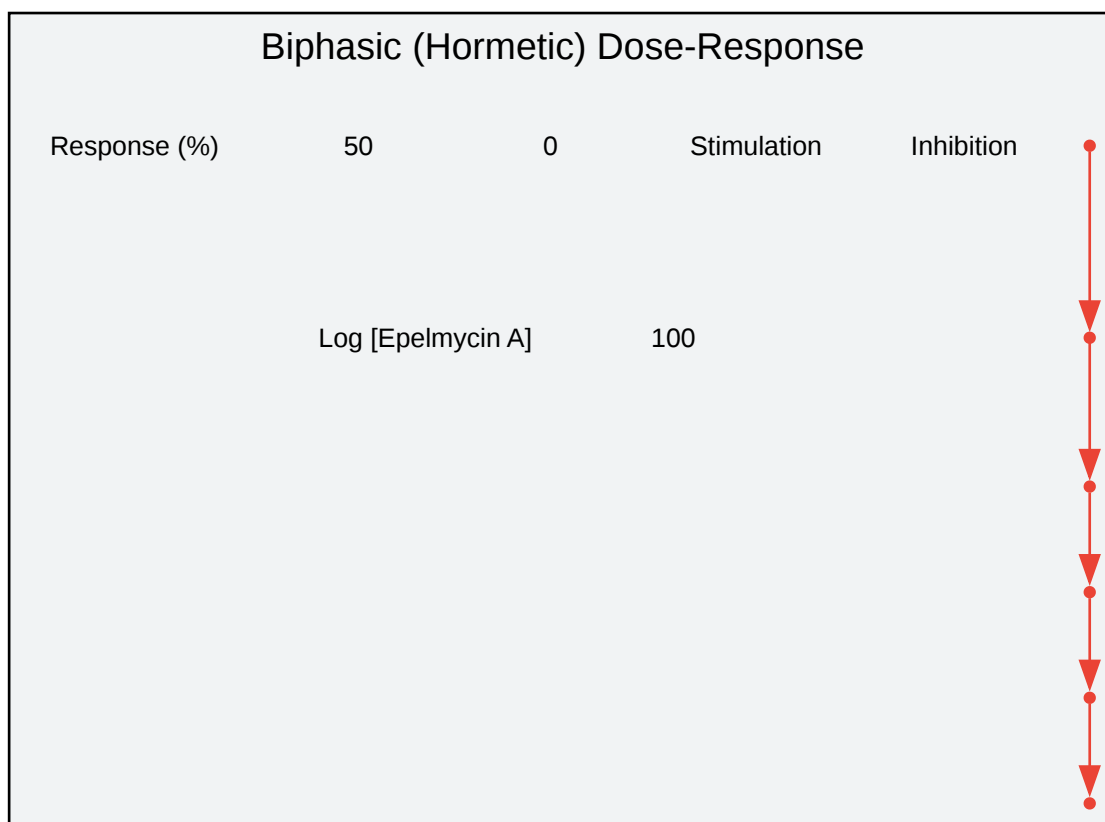 Biphasic (Hormetic) Dose-Response
Response (%) 50 0 Stimulation Inhibition
Log [Epelmycin A] 100